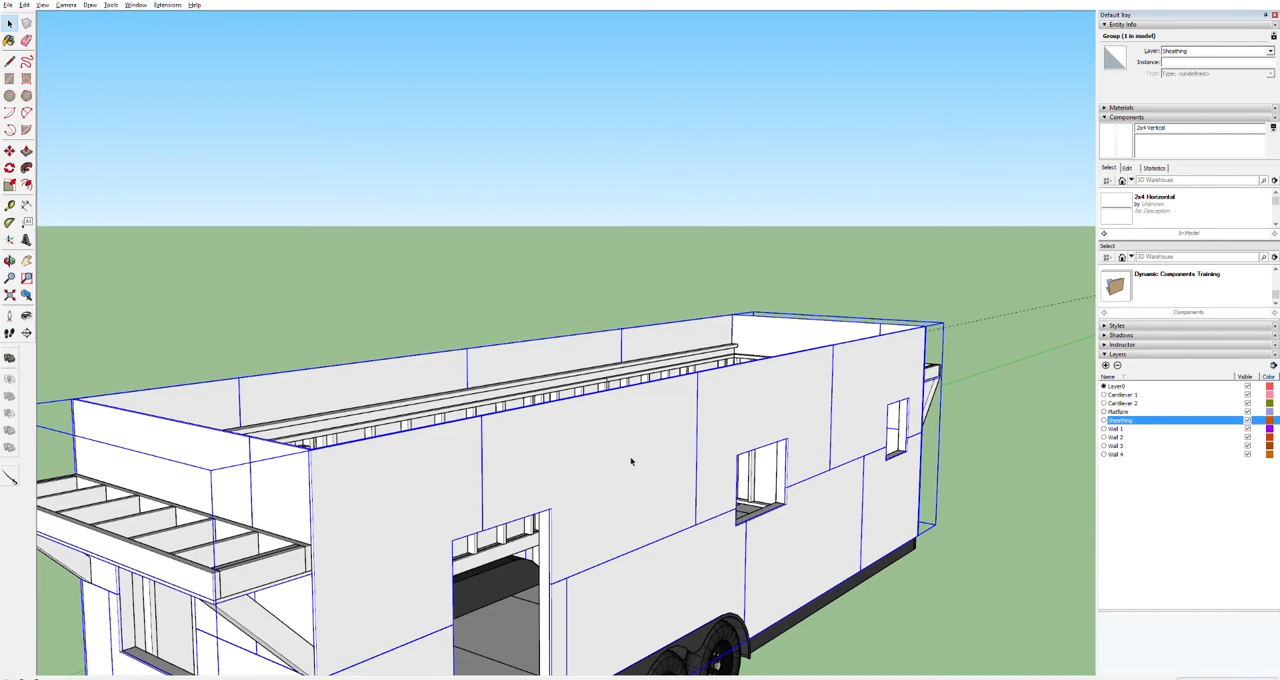 File Edit View Camera Draw Tools Window Extensions Help
Default Tray
Entity Info
Group (1 in model)
Layer: Sheathing
Instance:
Type: Type: <undefined>
Materials
Components
2x4 Vertical
Select Edit Statistics
3D Warehouse
2x4 Horizontal
by Unknown
No Description
In Model
Select
3D Warehouse
Dynamic Components Training
Components
Styles
Shadows
Instructor
Layers
Name Visible Color
Layer0
Cantilever 1
Cantilever 2
Platform
Sheathing
Wall 1
Wall 2
Wall 3
Wall 4